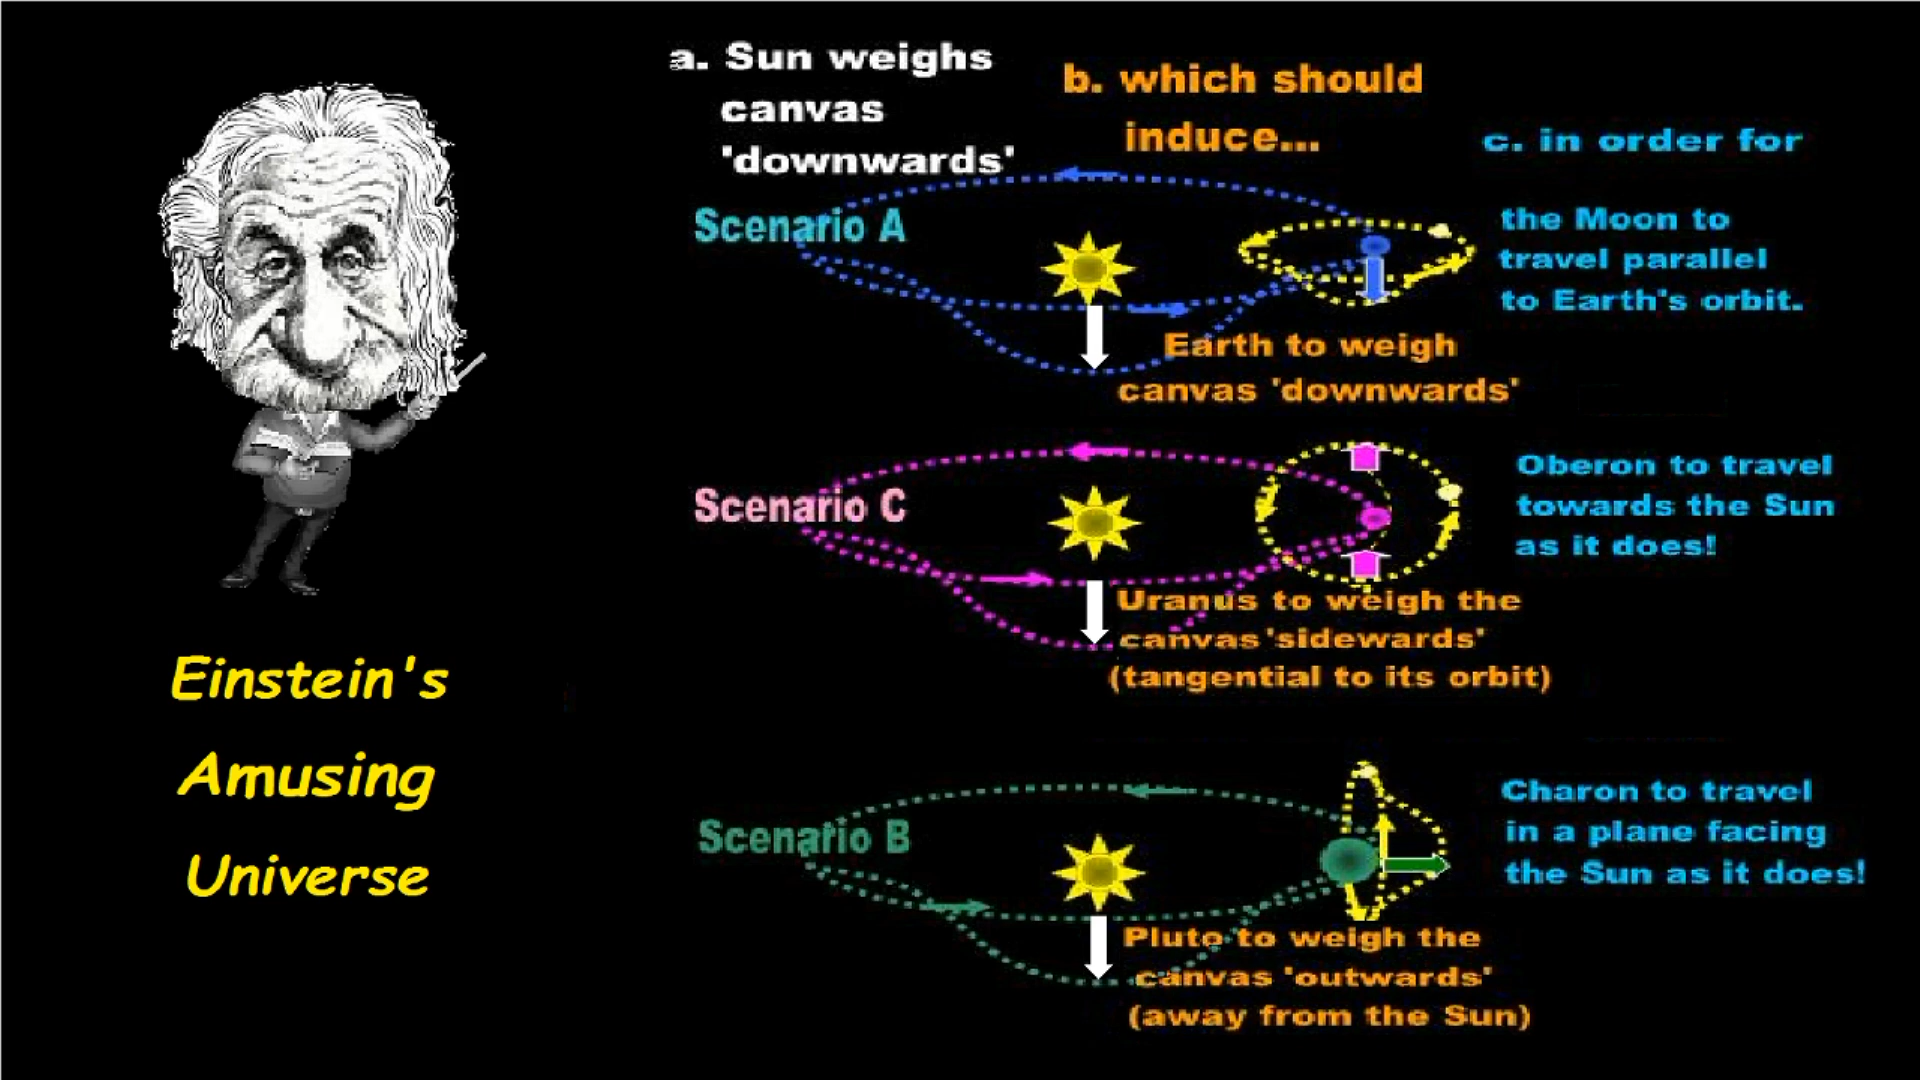 a. Sun weighs
canvas
'downwards'
b. which should
induce...
c. in order for
Scenario A
the Moon to
travel parallel
to Earth's orbit.
Earth to weigh
canvas 'downwards'
Scenario C
Oberon to travel
towards the Sun
as it does!
Uranus to weigh the
canvas 'sidewards'
(tangential to its orbit)
Scenario B
Charon to travel
in a plane facing
the Sun as it does!
Pluto to weigh the
canvas 'outwards'
(away from the Sun)
Einstein's
Amusing
Universe